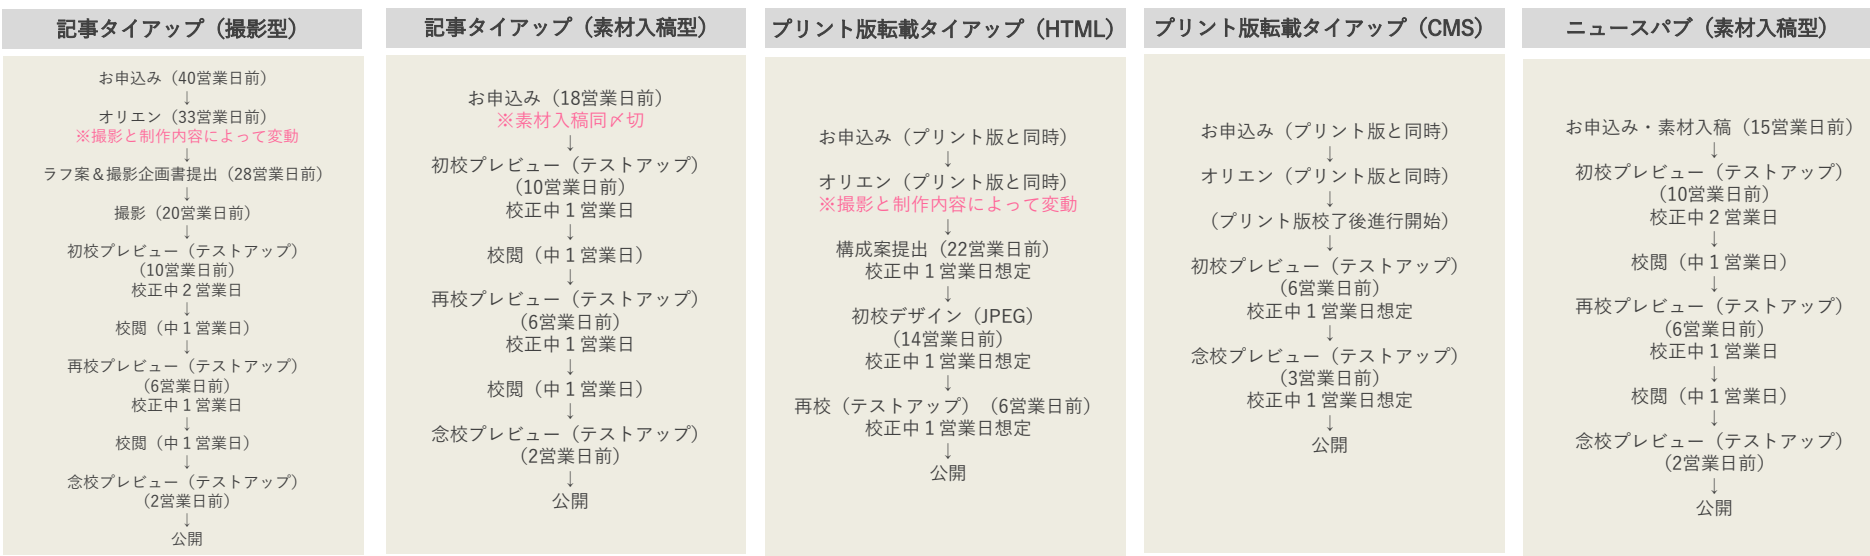 記事タイアップ（撮影型）
お申込み（40営業日前）
↓
オリエン（33営業日前）
※撮影と制作内容によって変動
↓
ラフ案＆撮影企画書提出（28営業日前）
↓
撮影（20営業日前）
↓
初校プレビュー（テストアップ）
（10営業日前）
校正中２営業日
↓
校閲（中１営業日）
↓
再校プレビュー（テストアップ）
（6営業日前）
校正中１営業日
↓
校閲（中１営業日）
↓
念校プレビュー（テストアップ）
（2営業日前）
↓
公開
記事タイアップ（素材入稿型）
お申込み（18営業日前）
※素材入稿同〆切
↓
初校プレビュー（テストアップ）
（10営業日前）
校正中１営業日
↓
校閲（中１営業日）
↓
再校プレビュー（テストアップ）
（6営業日前）
校正中１営業日
↓
校閲（中１営業日）
↓
念校プレビュー（テストアップ）
（2営業日前）
↓
公開
プリント版転載タイアップ（HTML）
お申込み（プリント版と同時）
↓
オリエン（プリント版と同時）
※撮影と制作内容によって変動
↓
構成案提出（22営業日前）
校正中１営業日想定
↓
初校デザイン（JPEG）
（14営業日前）
校正中１営業日想定
↓
再校（テストアップ）（6営業日前）
校正中１営業日想定
↓
公開
プリント版転載タイアップ（CMS）
お申込み（プリント版と同時）
↓
オリエン（プリント版と同時）
↓
（プリント版校了後進行開始）
↓
初校プレビュー（テストアップ）
（6営業日前）
校正中１営業日想定
↓
念校プレビュー（テストアップ）
（3営業日前）
校正中１営業日想定
↓
公開
ニュースパブ（素材入稿型）
お申込み・素材入稿（15営業日前）
↓
初校プレビュー（テストアップ）
（10営業日前）
校正中２営業日
↓
校閲（中１営業日）
↓
再校プレビュー（テストアップ）
（6営業日前）
校正中１営業日
↓
校閲（中１営業日）
↓
念校プレビュー（テストアップ）
（2営業日前）
↓
公開